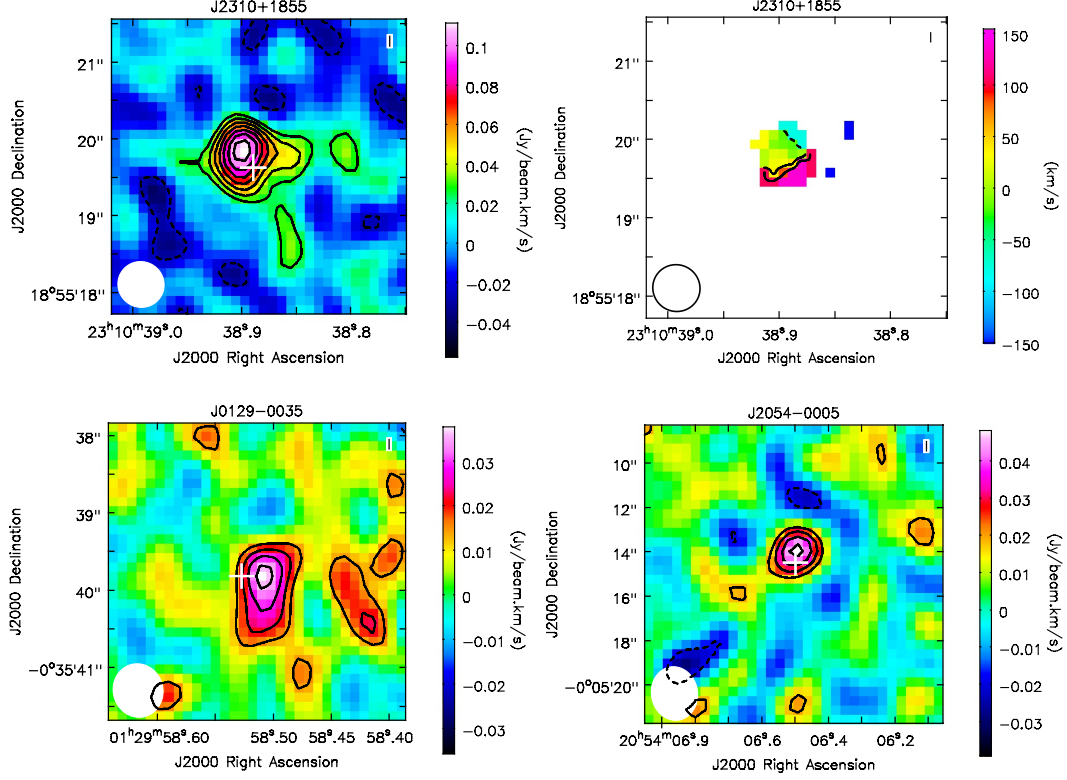 J2310+1855
J2000 Declination
21"
20"
19"
18°55'18"
23ʰ10ᵐ39ˢ.0
38ˢ.9
38ˢ.8
J2000 Right Ascension
I
0.1
0.08
0.06
0.04
0.02
0
−0.02
−0.04
(Jy/beam.km/s)
J2310+1855
J2000 Declination
21"
20"
19"
18°55'18"
23ʰ10ᵐ39ˢ.0
38ˢ.9
38ˢ.8
J2000 Right Ascension
I
150
100
50
0
−50
−100
−150
(km/s)
J0129−0035
J2000 Declination
38"
39"
40"
−0°35'41"
01ʰ29ᵐ58ˢ.60
58ˢ.50
58ˢ.45
58ˢ.40
J2000 Right Ascension
I
0.03
0.02
0.01
0
−0.01
−0.02
−0.03
(Jy/beam.km/s)
J2054−0005
J2000 Declination
10"
12"
14"
16"
18"
−0°05'20"
20ʰ54ᵐ06ˢ.9
06ˢ.6
06ˢ.4
06ˢ.2
J2000 Right Ascension
I
0.04
0.03
0.02
0.01
0
−0.01
−0.02
−0.03
(Jy/beam.km/s)